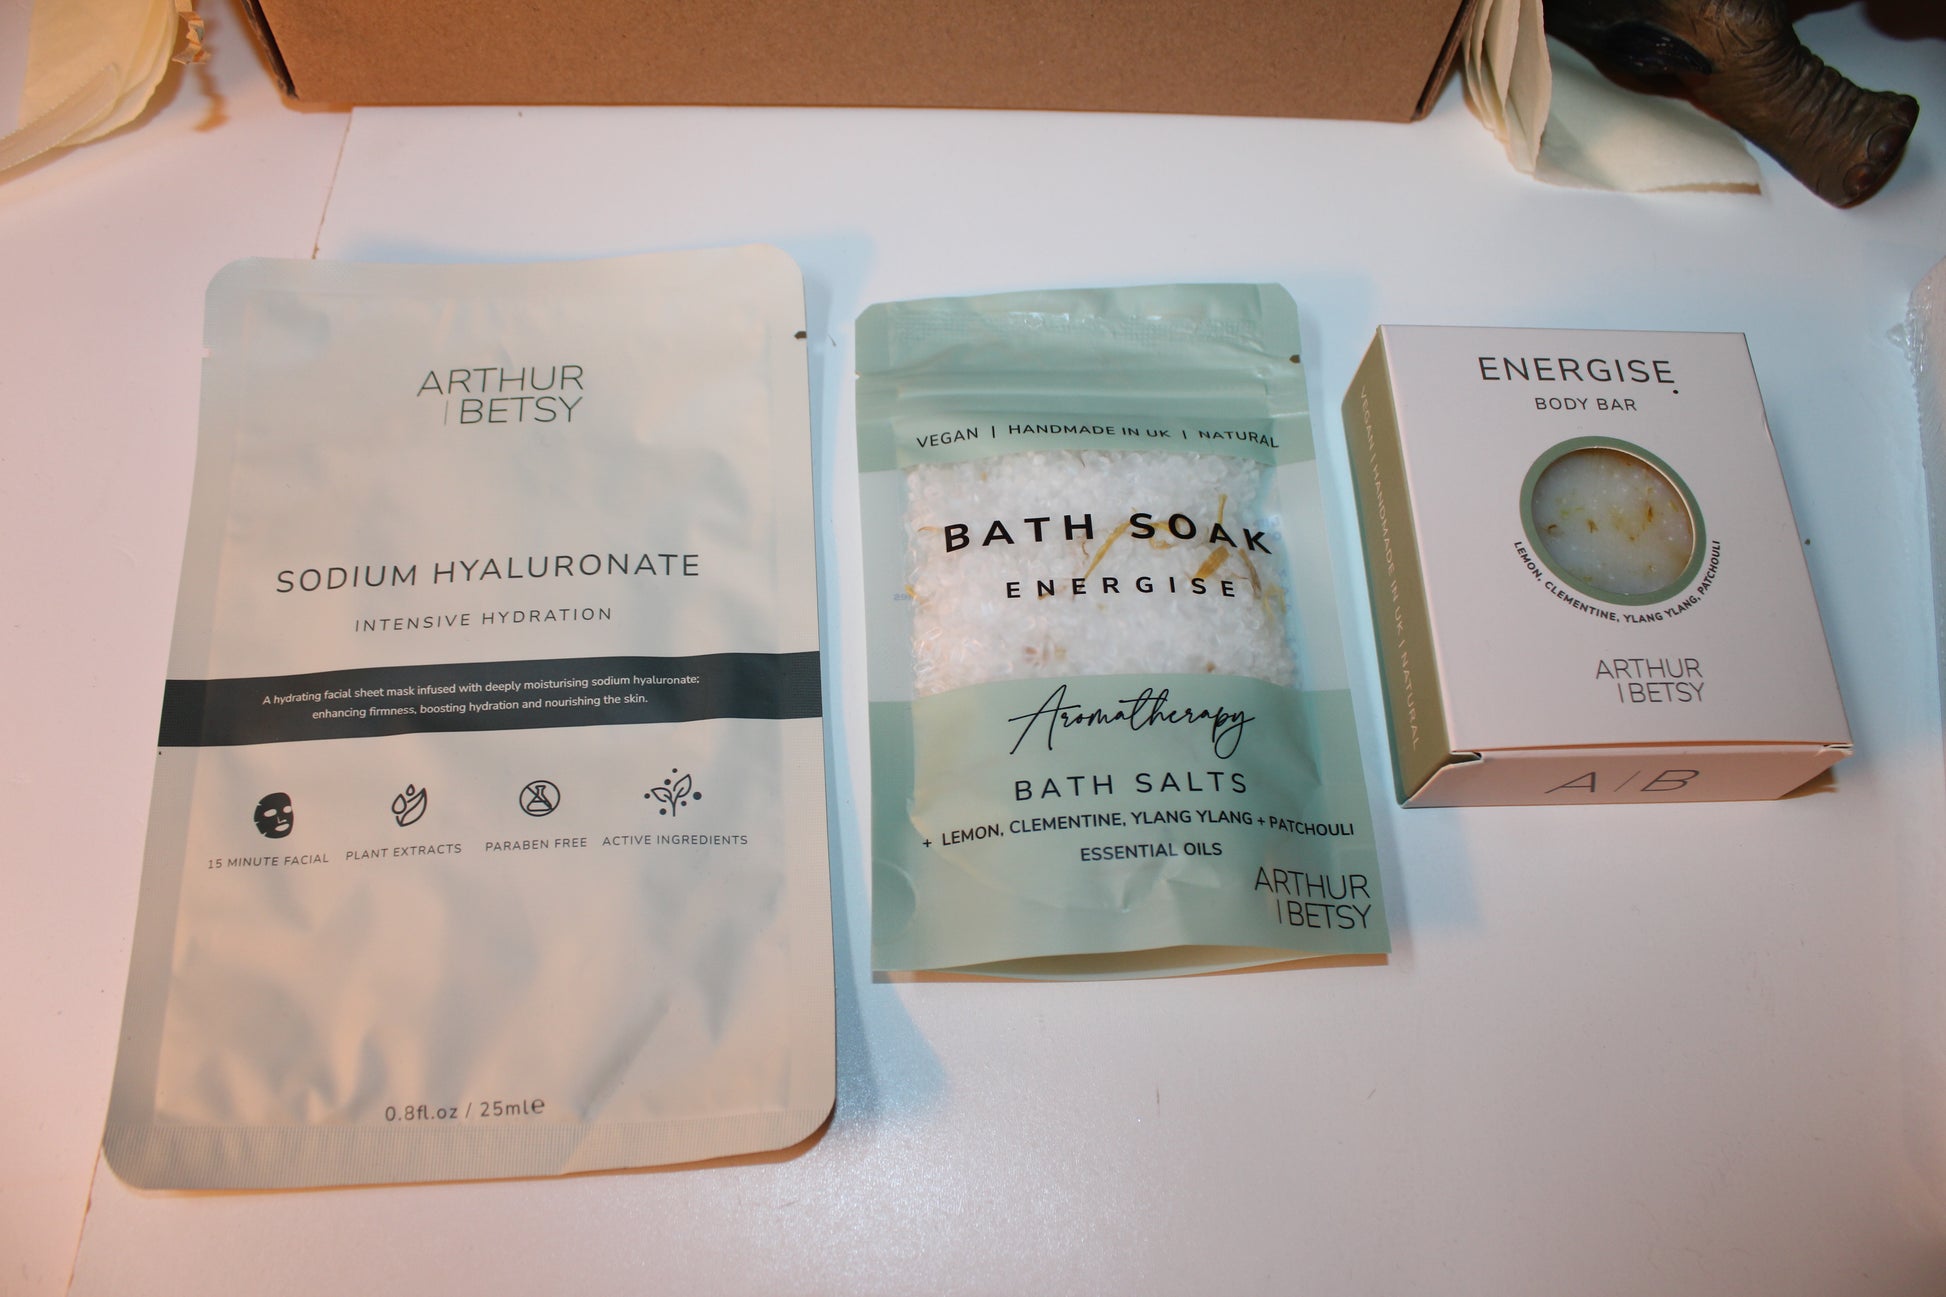 ARTHUR
| BETSY
SODIUM HYALURONATE
INTENSIVE HYDRATION
A hydrating facial sheet mask infused with deeply moisturising sodium hyaluronate;
enhancing firmness, boosting hydration and nourishing the skin.
15 MINUTE FACIAL
PLANT EXTRACTS
PARABEN FREE
ACTIVE INGREDIENTS
0.8fl.oz / 25ml℮
VEGAN | HANDMADE IN UK | NATURAL
BATH SOAK
ENERGISE
Aromatherapy
BATH SALTS
+ LEMON, CLEMENTINE, YLANG YLANG + PATCHOULI
ESSENTIAL OILS
ARTHUR
| BETSY
ENERGISE
BODY BAR
LEMON, CLEMENTINE, YLANG YLANG, PATCHOULI
ARTHUR
| BETSY
VEGAN | HANDMADE IN UK | NATURAL
A | B